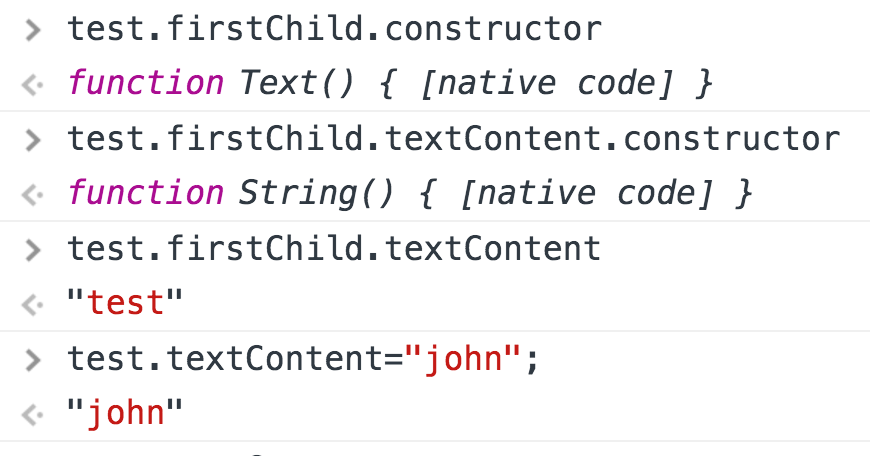 test.firstChild.constructor
function Text() { [native code] }
test.firstChild.textContent.constructor
function String() { [native code] }
test.firstChild.textContent
"test"
test.textContent="john";
"john"